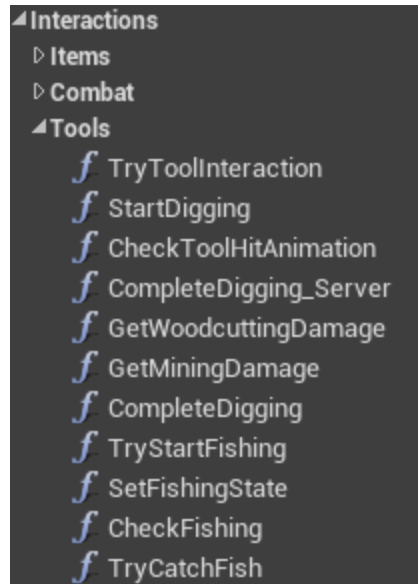 Interactions
Items
Combat
Tools
TryToolInteraction
StartDigging
CheckToolHitAnimation
CompleteDigging_Server
GetWoodcuttingDamage
GetMiningDamage
CompleteDigging
TryStartFishing
SetFishingState
CheckFishing
TryCatchFish